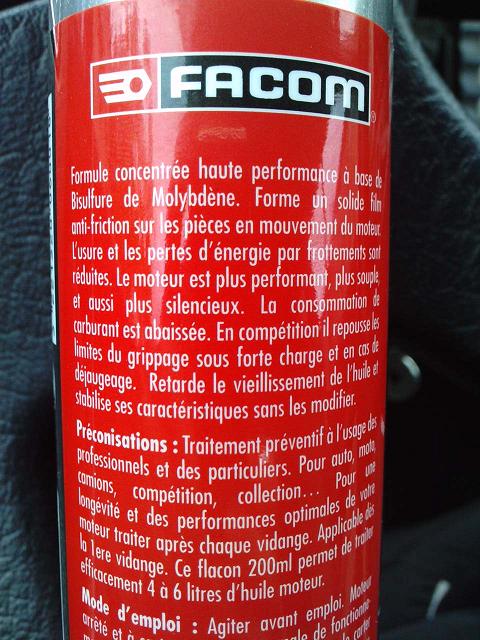 FACOM
Formule concentrée haute performance à base de
Bisulfure de Molybdène. Forme un solide film
anti-friction sur les pièces en mouvement du moteur.
L'usure et les pertes d'énergie par frottements sont
réduites. Le moteur est plus performant, plus souple,
et aussi plus silencieux. La consommation de
carburant est abaissée. En compétition il repousse les
limites du grippage sous forte charge et en cas de
déjaugeage. Retarde le vieillissement de l'huile et
stabilise ses caractéristiques sans les modifier.
Préconisations : Traitement préventif à l'usage des
professionnels et des particuliers. Pour auto, moto,
camions, compétition, collection... Pour une
longévité et des performances optimales de votre
moteur traiter après chaque vidange. Applicable dès
la 1ere vidange. Ce flacon 200ml permet de traiter
efficacement 4 à 6 litres d'huile moteur.
Mode d'emploi : Agiter avant emploi. Moteur
arrêté et à de fonctionne
carter